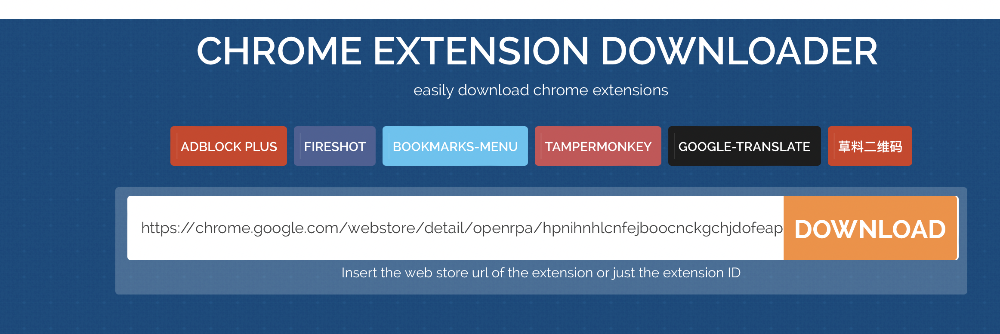 CHROME EXTENSION DOWNLOADER
easily download chrome extensions
ADBLOCK PLUS FIRESHOT BOOKMARKS-MENU TAMPERMONKEY GOOGLE-TRANSLATE 草料二维码
https://chrome.google.com/webstore/detail/openrpa/hpnihnhlcnfejboocnckgchjdofeap DOWNLOAD
Insert the web store url of the extension or just the extension ID